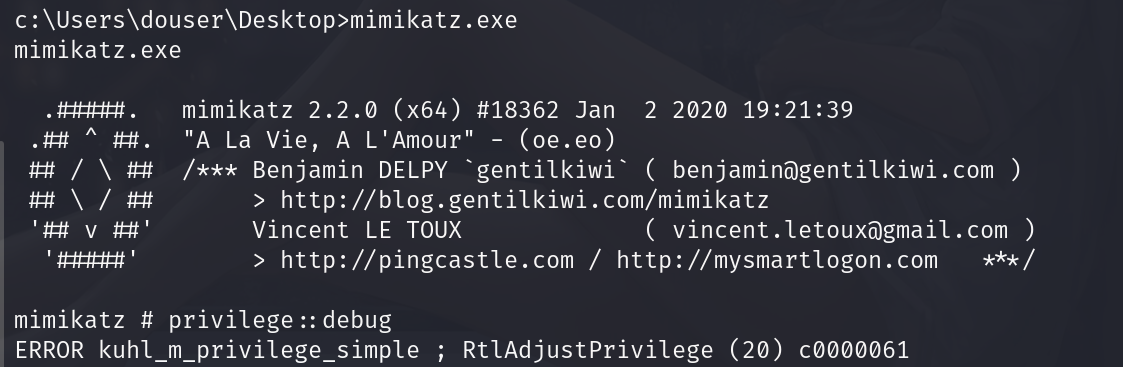 c:\Users\douser\Desktop>mimikatz.exe
mimikatz.exe

  .#####.   mimikatz 2.2.0 (x64) #18362 Jan  2 2020 19:21:39
 .## ^ ##.  "A La Vie, A L'Amour" - (oe.eo)
 ## / \ ##  /*** Benjamin DELPY `gentilkiwi` ( benjamin@gentilkiwi.com )
 ## \ / ##       > http://blog.gentilkiwi.com/mimikatz
 '## v ##'       Vincent LE TOUX             ( vincent.letoux@gmail.com )
  '#####'        > http://pingcastle.com / http://mysmartlogon.com   ***/

mimikatz # privilege::debug
ERROR kuhl_m_privilege_simple ; RtlAdjustPrivilege (20) c0000061